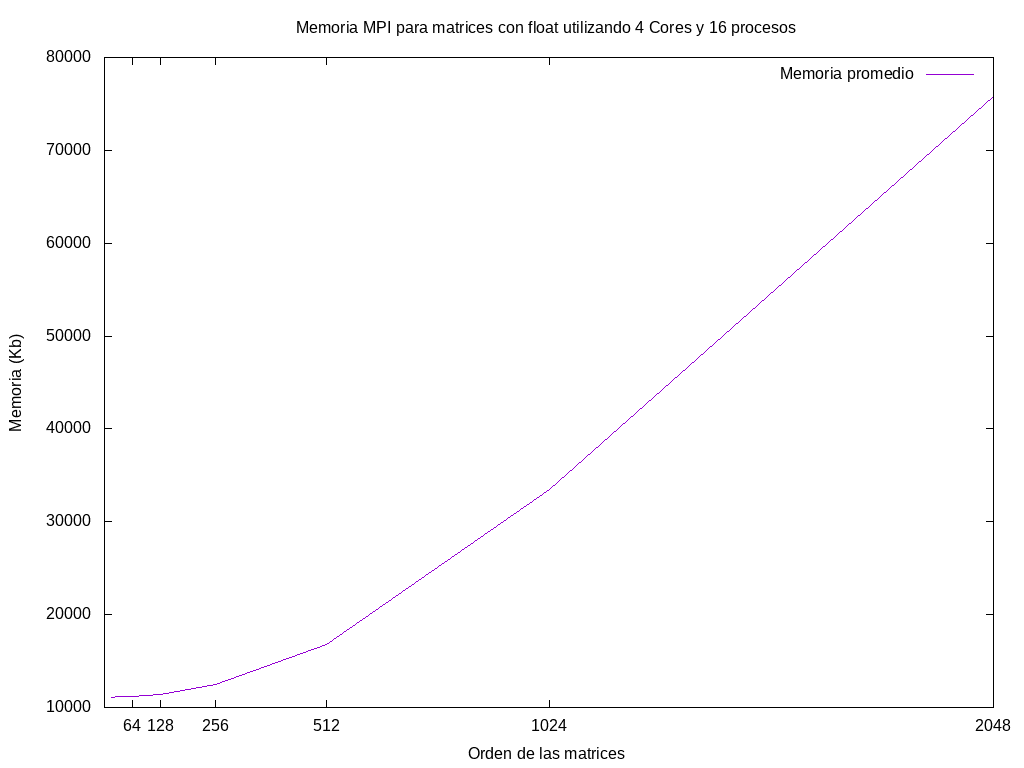 Memoria MPI para matrices con float utilizando 4 Cores y 16 procesos
Memoria promedio
80000
70000
60000
50000
40000
30000
20000
10000
Memoria (Kb)
64 128 256 512 1024 2048
Orden de las matrices